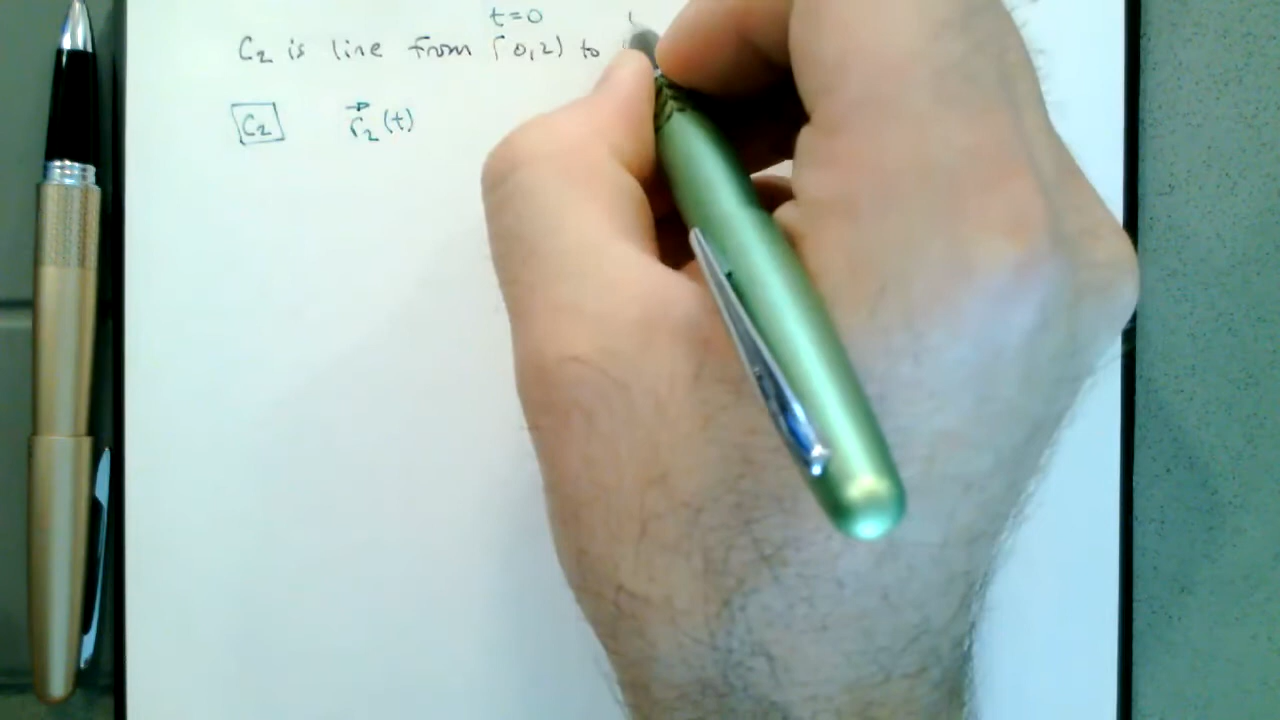 t=0
C₂ is line from (0,2) to
C₂ r⃗₂(t)